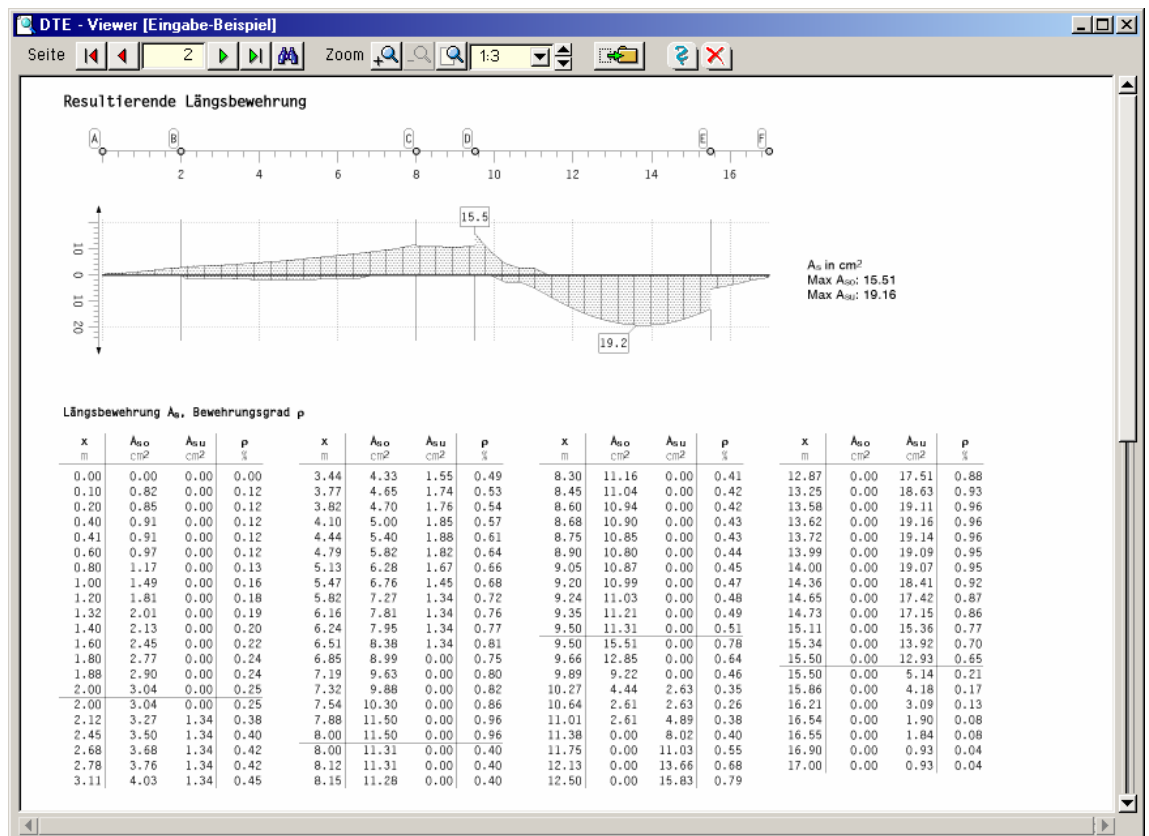 DTE - Viewer [Eingabe-Beispiel]
Seite 2 Zoom 1:3
Resultierende Längsbewehrung
A B C D E F
2 4 6 8 10 12 14 16
15.5
10
0
10
20
19.2
As in cm²
Max Aso: 15.51
Max Asu: 19.16
Längsbewehrung As, Bewehrungsgrad ρ
x Aso Asu ρ x Aso Asu ρ x Aso Asu ρ x Aso Asu ρ
m cm² cm² % m cm² cm² % m cm² cm² % m cm² cm² %
0.00 0.00 0.00 0.00 3.44 4.33 1.55 0.49 8.30 11.16 0.00 0.41 12.87 0.00 17.51 0.88
0.10 0.82 0.00 0.12 3.77 4.65 1.74 0.53 8.45 11.04 0.00 0.42 13.25 0.00 18.63 0.93
0.20 0.85 0.00 0.12 3.82 4.70 1.76 0.54 8.60 10.94 0.00 0.42 13.58 0.00 19.11 0.96
0.40 0.91 0.00 0.12 4.10 5.00 1.85 0.57 8.68 10.90 0.00 0.43 13.62 0.00 19.16 0.96
0.41 0.91 0.00 0.12 4.44 5.40 1.88 0.61 8.75 10.85 0.00 0.43 13.72 0.00 19.14 0.96
0.60 0.97 0.00 0.12 4.79 5.82 1.82 0.64 8.90 10.80 0.00 0.44 13.99 0.00 19.09 0.95
0.80 1.17 0.00 0.13 5.13 6.28 1.67 0.66 9.05 10.87 0.00 0.45 14.00 0.00 19.07 0.95
1.00 1.49 0.00 0.16 5.47 6.76 1.45 0.68 9.20 10.99 0.00 0.47 14.36 0.00 18.41 0.92
1.20 1.81 0.00 0.18 5.82 7.27 1.34 0.72 9.24 11.03 0.00 0.48 14.65 0.00 17.42 0.87
1.32 2.01 0.00 0.19 6.16 7.81 1.34 0.76 9.35 11.21 0.00 0.49 14.73 0.00 17.15 0.86
1.40 2.13 0.00 0.20 6.24 7.95 1.34 0.77 9.50 11.31 0.00 0.51 15.11 0.00 15.36 0.77
1.60 2.45 0.00 0.22 6.51 8.38 1.34 0.81 9.50 15.51 0.00 0.78 15.34 0.00 13.92 0.70
1.80 2.77 0.00 0.24 6.85 8.99 0.00 0.75 9.66 12.85 0.00 0.64 15.50 0.00 12.93 0.65
1.88 2.90 0.00 0.24 7.19 9.63 0.00 0.80 9.89 9.22 0.00 0.46 15.50 0.00 5.14 0.21
2.00 3.04 0.00 0.25 7.32 9.88 0.00 0.82 10.27 4.44 2.63 0.35 15.86 0.00 4.18 0.17
2.00 3.04 0.00 0.25 7.54 10.30 0.00 0.86 10.64 2.61 2.63 0.26 16.21 0.00 3.09 0.13
2.12 3.27 1.34 0.38 7.88 11.50 0.00 0.96 11.01 2.61 4.89 0.38 16.54 0.00 1.90 0.08
2.45 3.50 1.34 0.40 8.00 11.50 0.00 0.96 11.38 0.00 8.02 0.40 16.55 0.00 1.84 0.08
2.68 3.68 1.34 0.42 8.00 11.31 0.00 0.40 11.75 0.00 11.03 0.55 16.90 0.00 0.93 0.04
2.78 3.76 1.34 0.42 8.12 11.31 0.00 0.40 12.13 0.00 13.66 0.68 17.00 0.00 0.93 0.04
3.11 4.03 1.34 0.45 8.15 11.28 0.00 0.40 12.50 0.00 15.83 0.79